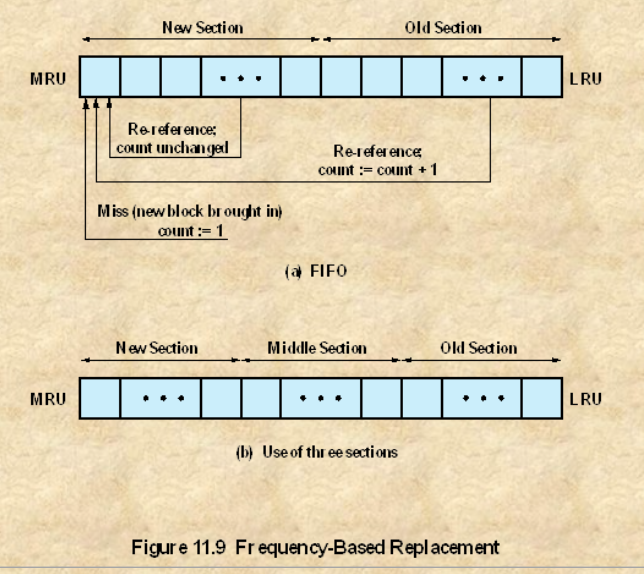 New Section Old Section
MRU LRU
Re-reference;
count unchanged
Re-reference;
count := count + 1
Miss (new block brought in)
count := 1
(a) FIFO
New Section Middle Section Old Section
MRU LRU
(b) Use of three sections
Figure 11.9 Frequency-Based Replacement